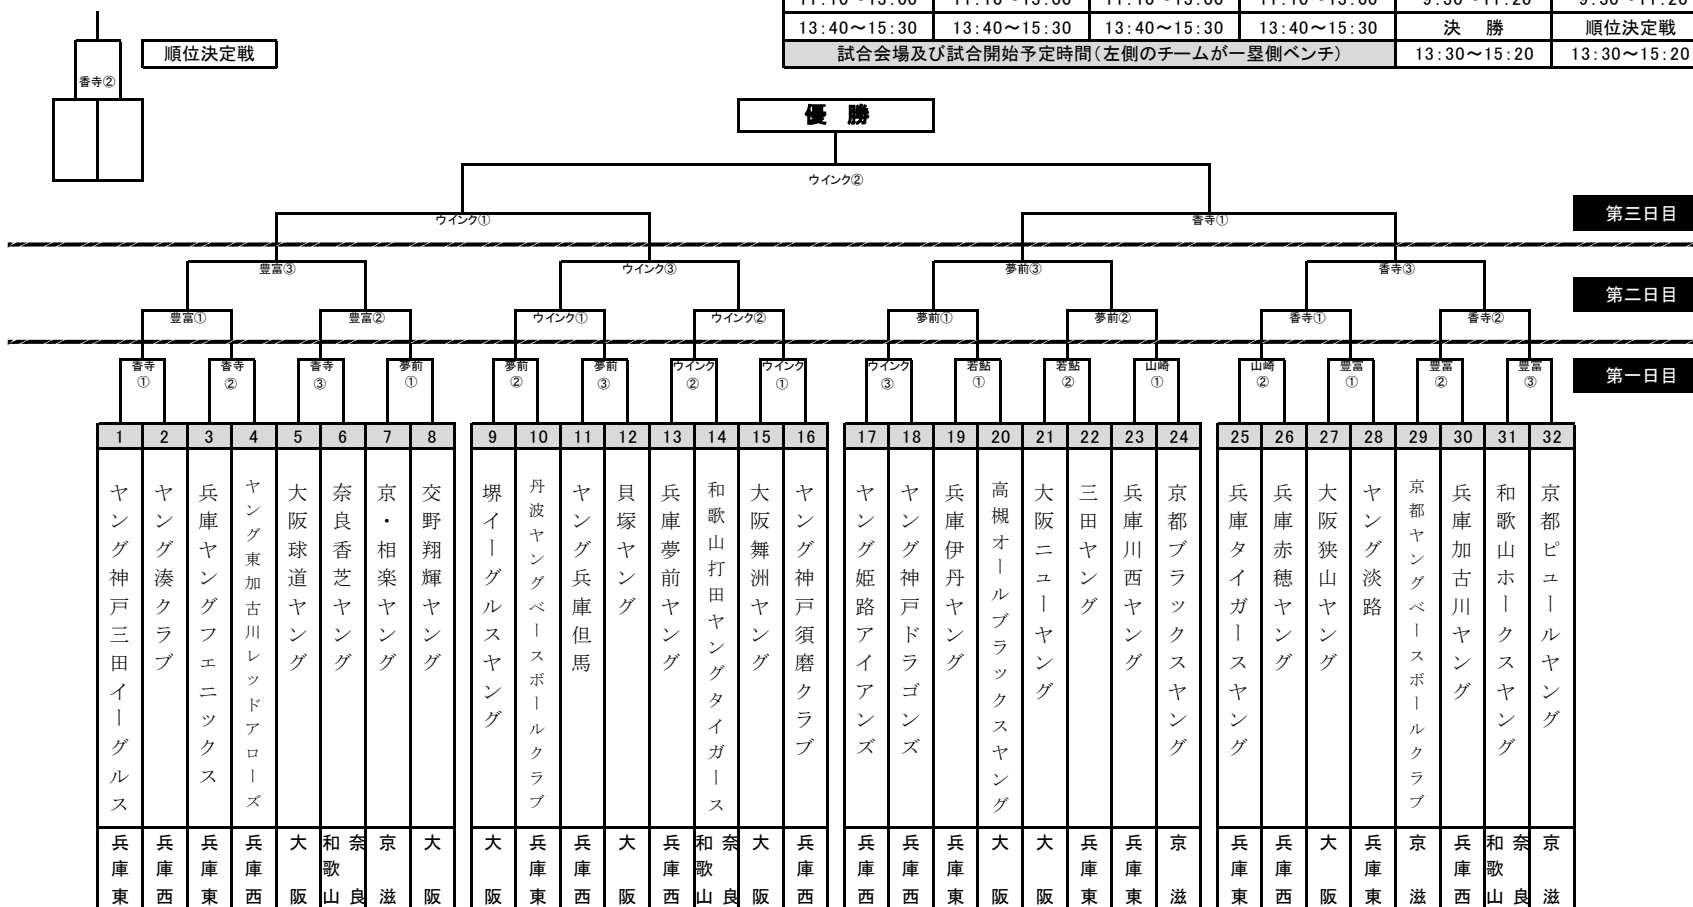 13:40～15:30 13:40～15:30 13:40～15:30 13:40～15:30 決　勝 順位決定戦
試合会場及び試合開始予定時間(左側のチームが一塁側ベンチ) 13:30～15:20 13:30～15:20
順位決定戦
香寺②
優　勝
ウインク②
ウインク① 香寺① 第三日目
豊富③ ウインク③ 夢前③ 香寺③
第二日目
豊富① 豊富② ウインク① ウインク② 夢前① 夢前② 香寺① 香寺②
第一日目
香寺① 香寺② 香寺③ 夢前① 夢前② 夢前③ ウインク② ウインク① ウインク③ 若鮎① 若鮎② 山崎① 山崎② 豊富① 豊富② 豊富③
1 2 3 4 5 6 7 8 9 10 11 12 13 14 15 16 17 18 19 20 21 22 23 24 25 26 27 28 29 30 31 32
ヤング神戸三田イーグルス
ヤング湊クラブ
兵庫ヤングフェニックス
ヤング東加古川レッドアローズ
大阪球道ヤング
奈良香芝ヤング
京・相楽ヤング
交野翔輝ヤング
堺イーグルスヤング
丹波ヤングベースボールクラブ
ヤング兵庫但馬
貝塚ヤング
兵庫夢前ヤング
和歌山打田ヤングタイガース
大阪舞洲ヤング
ヤング神戸須磨クラブ
ヤング姫路アイアンズ
ヤング神戸ドラゴンズ
兵庫伊丹ヤング
高槻オールブラックスヤング
大阪ニューヤング
三田ヤング
兵庫川西ヤング
京都ブラックスヤング
兵庫タイガースヤング
兵庫赤穂ヤング
大阪狭山ヤング
ヤング淡路
京都ヤングベースボールクラブ
兵庫加古川ヤング
和歌山ホークスヤング
京都ピュールヤング
兵庫東 兵庫西 兵庫東 兵庫西 大阪 和歌山奈良 京滋 大阪 大阪 兵庫東 兵庫西 大阪 兵庫西 和歌山奈良 大阪 兵庫西 兵庫西 兵庫西 兵庫東 大阪 大阪 兵庫東 兵庫東 京滋 兵庫東 兵庫西 大阪 兵庫東 京滋 兵庫西 和歌山奈良 京滋